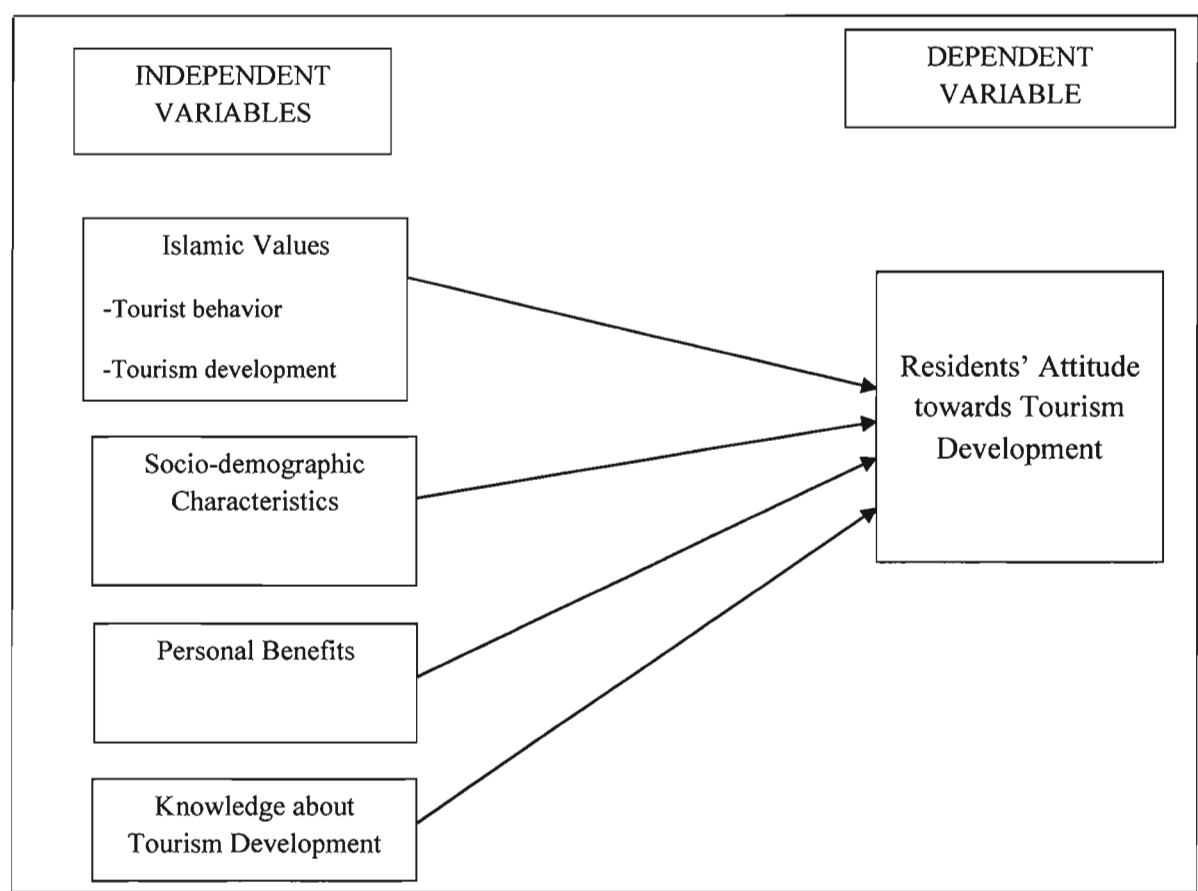 INDEPENDENT
VARIABLES
DEPENDENT
VARIABLE
Islamic Values
-Tourist behavior
-Tourism development
Socio-demographic
Characteristics
Personal Benefits
Knowledge about
Tourism Development
Residents’ Attitude
towards Tourism
Development